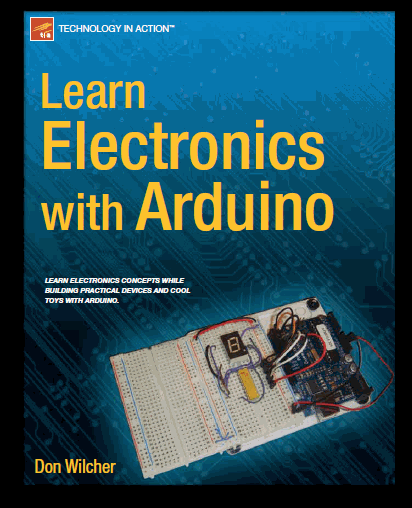 TECHNOLOGY IN ACTION™
Learn
Electronics
with Arduino
LEARN ELECTRONICS CONCEPTS WHILE
BUILDING PRACTICAL DEVICES AND COOL
TOYS WITH ARDUINO.
Don Wilcher